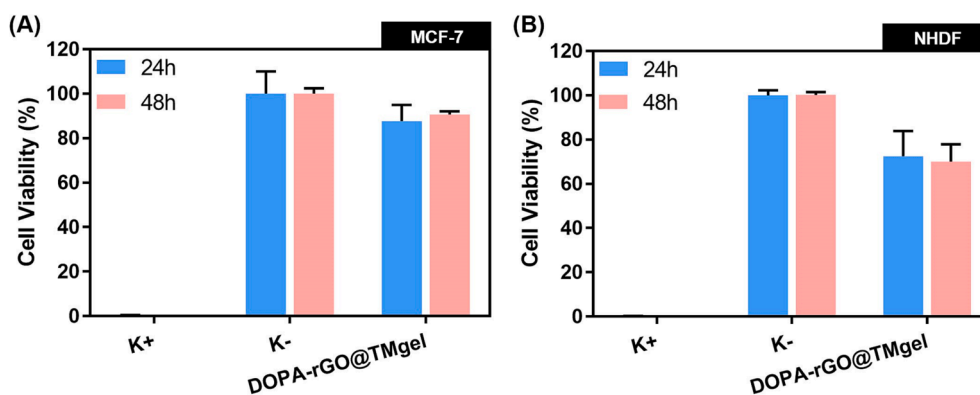 (A)
MCF-7
Cell Viability (%)
120
100
80
60
40
20
0
24h
48h
K+
K-
DOPA-rGO@TMgel
(B)
NHDF
Cell Viability (%)
120
100
80
60
40
20
0
24h
48h
K+
K-
DOPA-rGO@TMgel